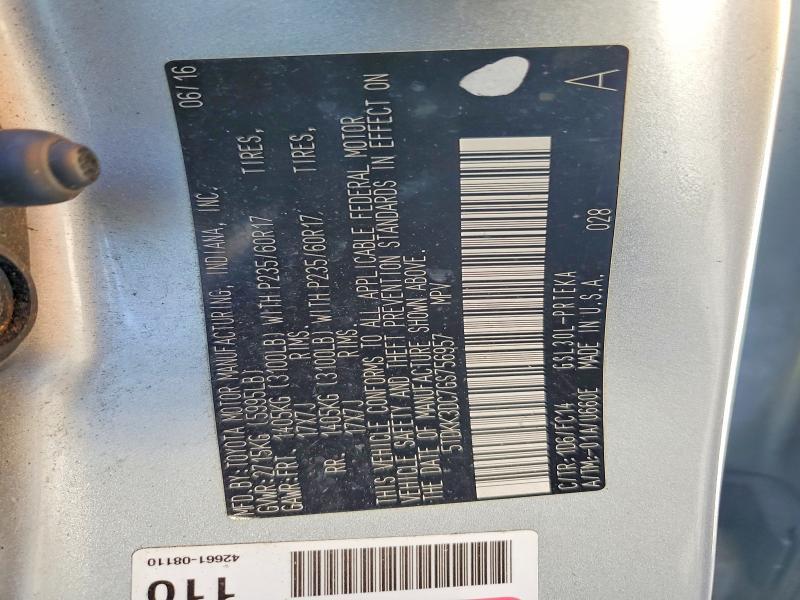 MFD.BY:TOYOTA MOTOR MANUFACTURING, INDIANA, INC. 06/16
GVWR:2715KG (5995LB)
GAWR:FRT 1405KG (3100LB) WITH P235/60R17 TIRES,
17X7J RIMS
RR. 1405KG (3100LB) WITH P235/60R17, TIRES,
17X7J RIMS
THIS VEHICLE CONFORMS TO ALL APPLICABLE FEDERAL MOTOR
VEHICLE SAFETY AND THEFT PREVENTION STANDARDS IN EFFECT ON
THE DATE OF MANUFACTURE SHOWN ABOVE.
5TDKK3DC7GS756957 MPV
C/TR:1D6/FC14 GSL30L-PRTEKA 028 A
A/TM:-01A/U660E MADE IN U.S.A.
42661-08110
110